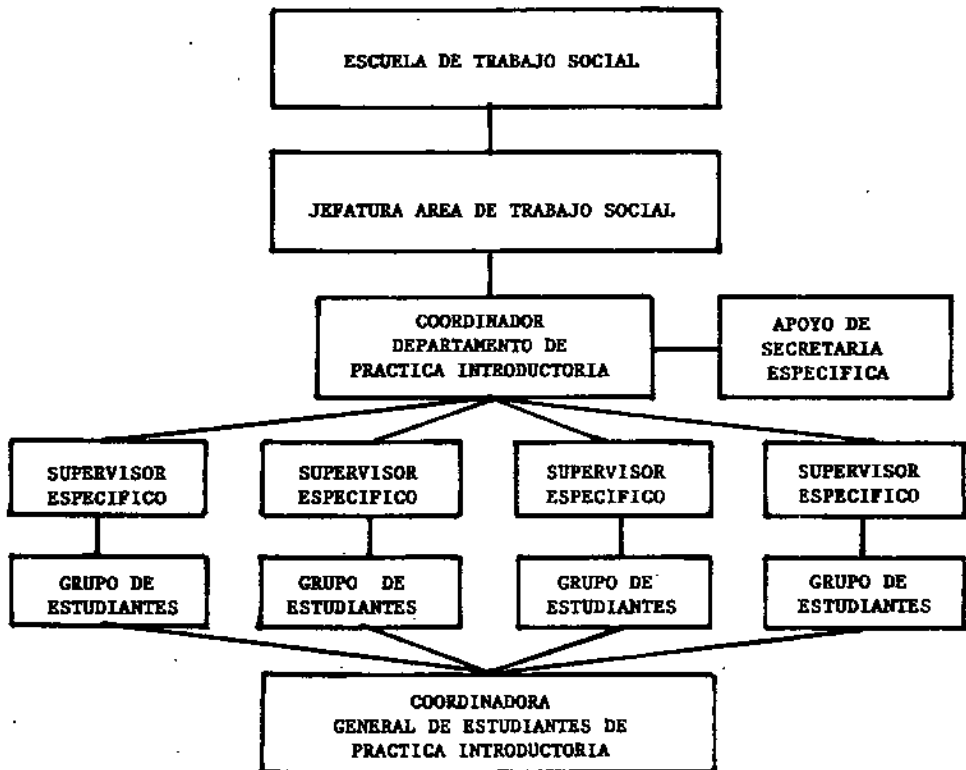 ESCUELA DE TRABAJO SOCIAL
JEFATURA AREA DE TRABAJO SOCIAL
COORDINADOR
DEPARTAMENTO DE
PRACTICA INTRODUCTORIA
APOYO DE
SECRETARIA
ESPECIFICA
SUPERVISOR
ESPECIFICO
SUPERVISOR
ESPECIFICO
SUPERVISOR
ESPECIFICO
SUPERVISOR
ESPECIFICO
GRUPO DE
ESTUDIANTES
GRUPO DE
ESTUDIANTES
GRUPO DE
ESTUDIANTES
GRUPO DE
ESTUDIANTES
COORDINADORA
GENERAL DE ESTUDIANTES DE
PRACTICA INTRODUCTORIA